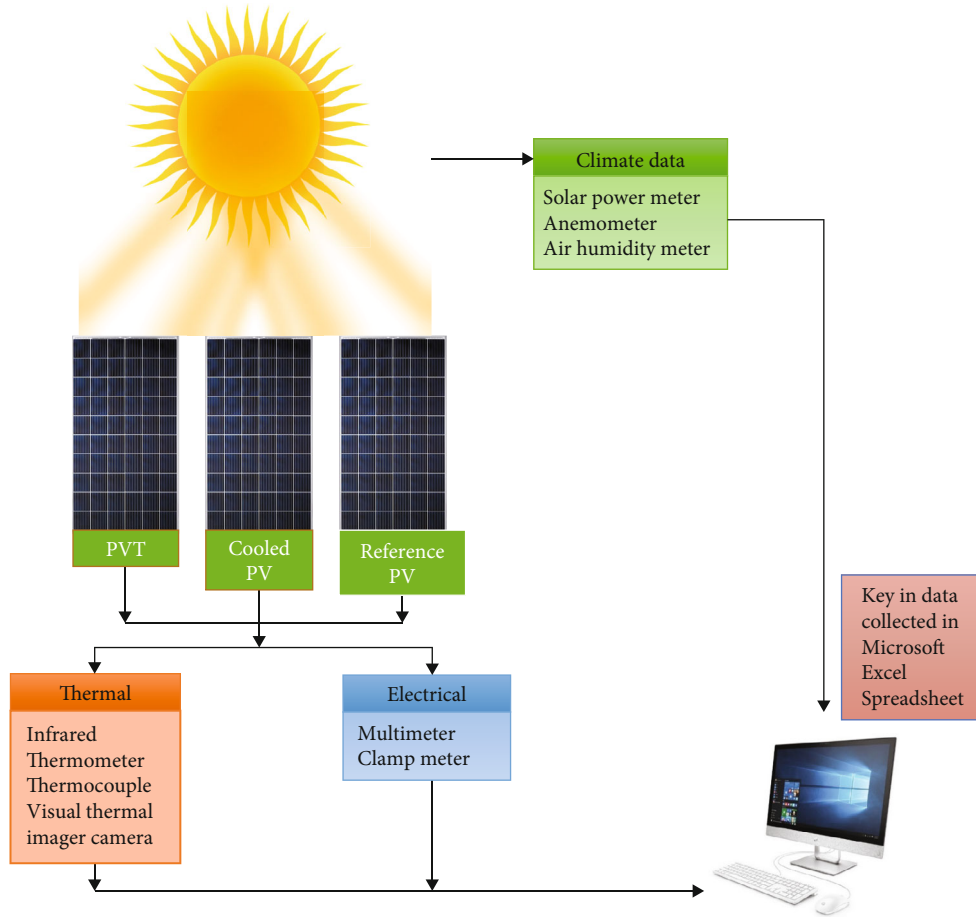 Climate data
Solar power meter
Anemometer
Air humidity meter
PVT
Cooled
PV
Reference
PV
Key in data
collected in
Microsoft
Excel
Spreadsheet
Thermal
Infrared
Thermometer
Thermocouple
Visual thermal
imager camera
Electrical
Multimeter
Clamp meter